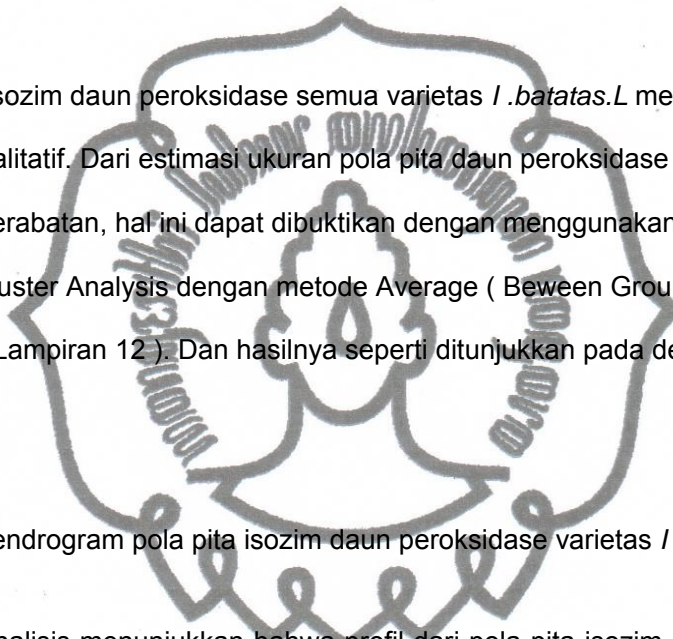 sozim daun peroksidase semua varietas I .batatas.L me
alitatif. Dari estimasi ukuran pola pita daun peroksidase
erabatan, hal ini dapat dibuktikan dengan menggunakan
uster Analysis dengan metode Average ( Beween Grou
Lampiran 12 ). Dan hasilnya seperti ditunjukkan pada de
endrogram pola pita isozim daun peroksidase varietas I